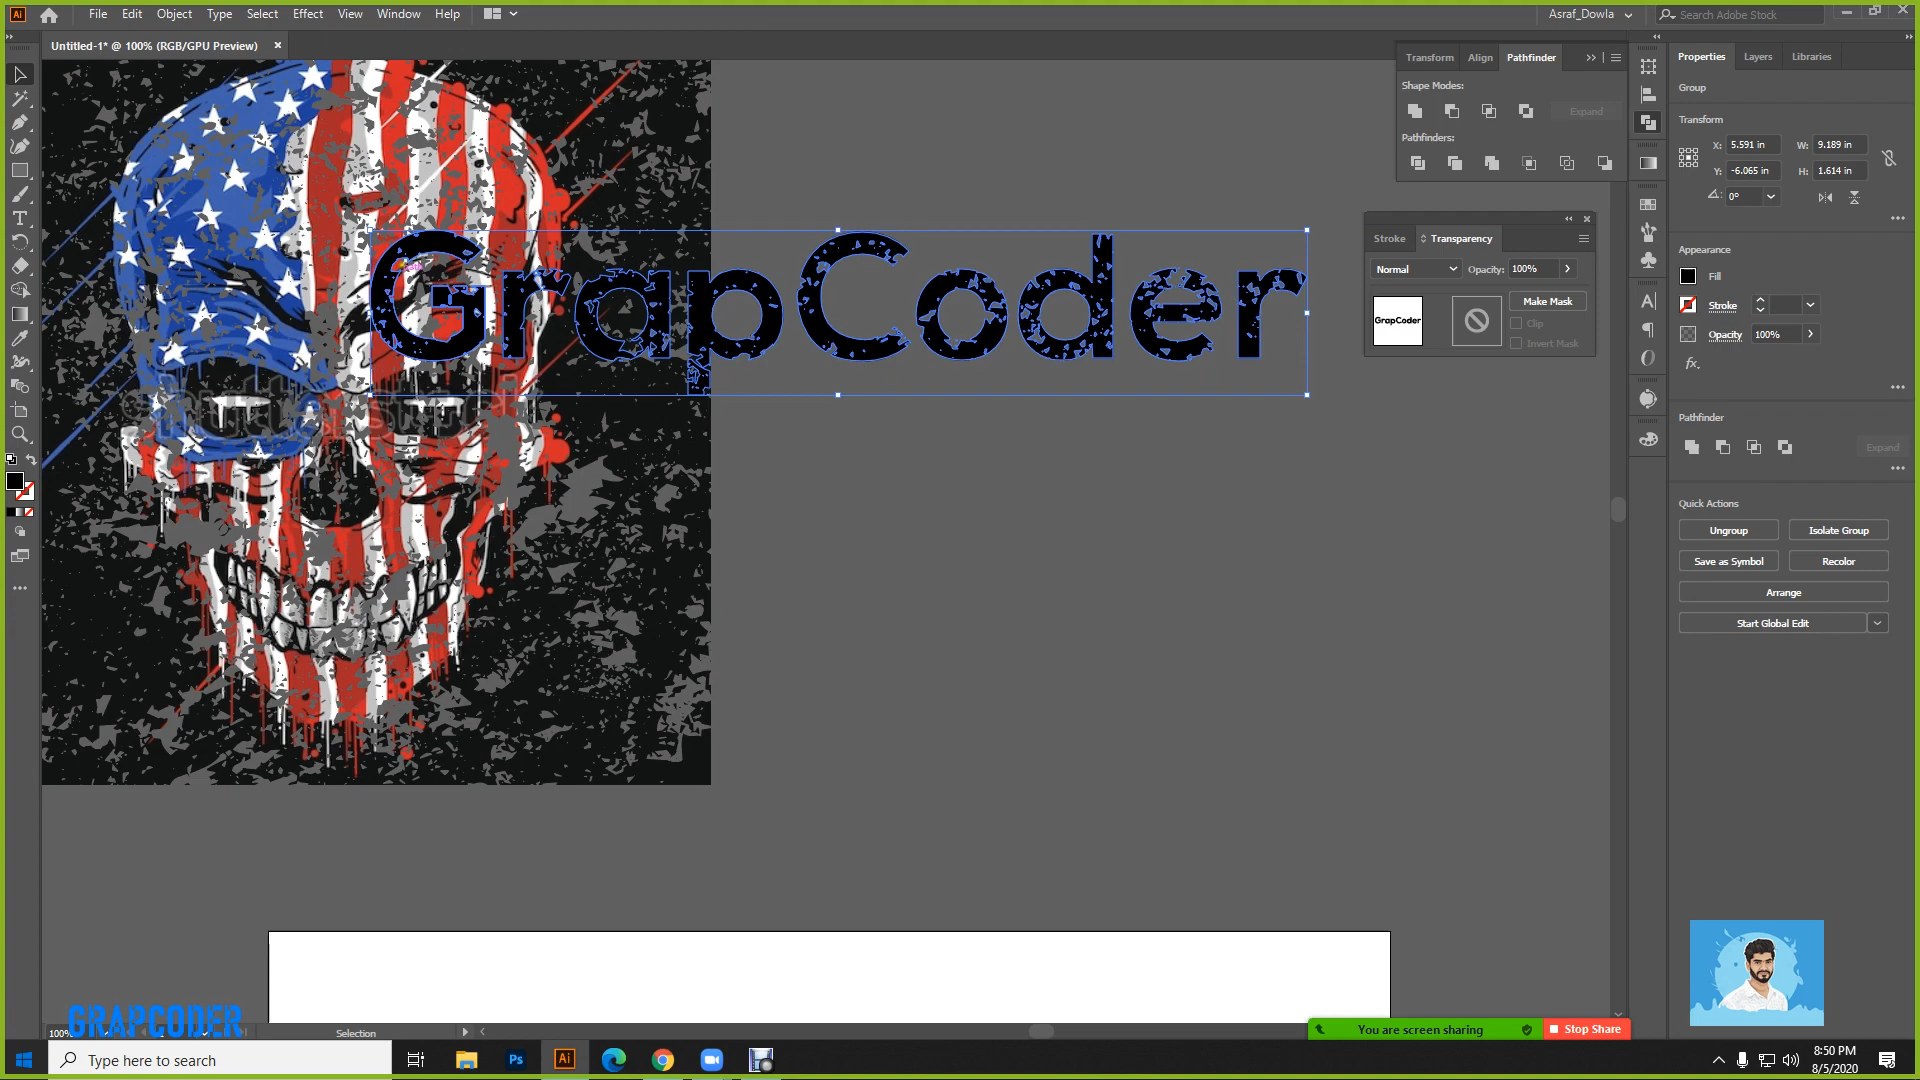 Ai File Edit Object Type Select Effect View Window Help Asraf_Dowla Search Adobe Stock
Untitled-1* @ 100% (RGB/GPU Preview)
Transform Align Pathfinder
Shape Modes:
Expand
Pathfinders:
Stroke Transparency
Normal Opacity: 100%
GrapCoder
Make Mask
Clip
Invert Mask
GrapCoder
Properties Layers Libraries
Group
Transform
X: 5.591 in W: 9.189 in
Y: -6.065 in H: 1.614 in
0°
Appearance
Fill
Stroke
Opacity 100%
fx.
Pathfinder
Expand
Quick Actions
Ungroup Isolate Group
Save as Symbol Recolor
Arrange
Start Global Edit
GRAPCODER
100% Selection
You are screen sharing Stop Share
Type here to search Ps Ai
8:50 PM
8/5/2020